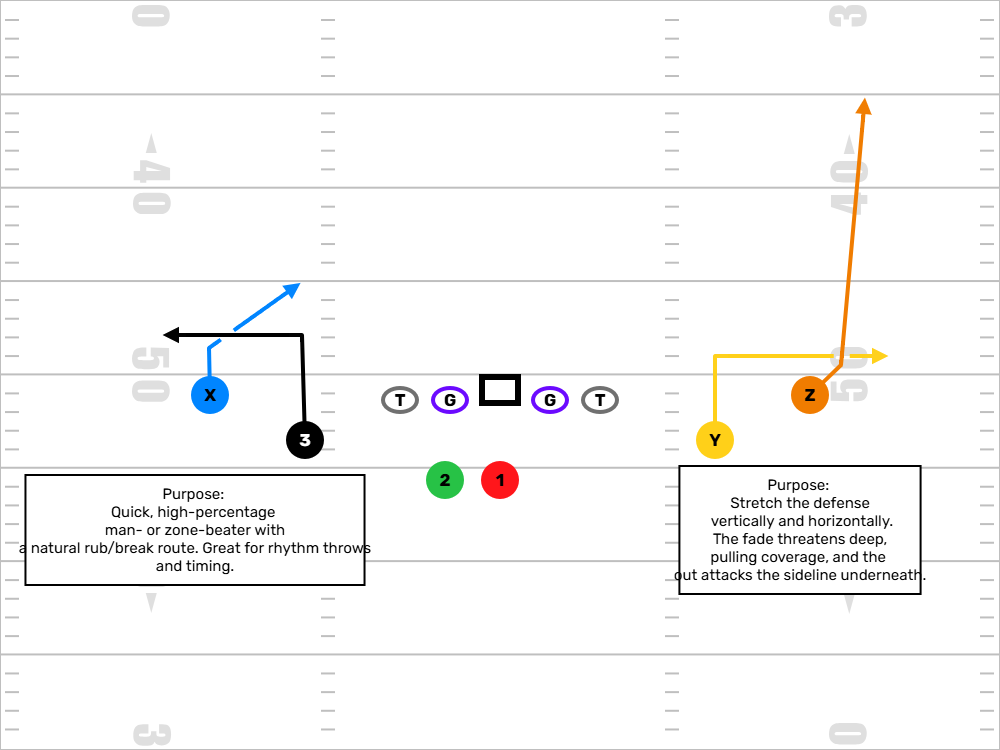 0
3
40
40
50
50
X
3
T
G
G
T
Z
Y
2
1
Purpose:
Quick, high-percentage
man- or zone-beater with
a natural rub/break route. Great for rhythm throws
and timing.
Purpose:
Stretch the defense
vertically and horizontally.
The fade threatens deep,
pulling coverage, and the
out attacks the sideline underneath.
3
0